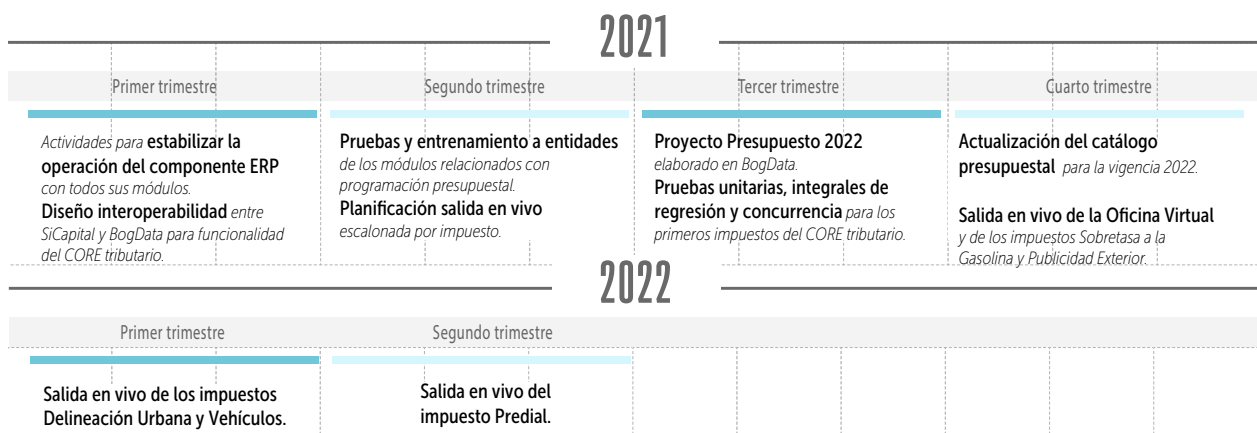 2021
Primer trimestre
Actividades para estabilizar la
operación del componente ERP
con todos sus módulos.
Diseño interoperabilidad entre
SiCapital y BogData para funcionalidad
del CORE tributario.
Segundo trimestre
Pruebas y entrenamiento a entidades
de los módulos relacionados con
programación presupuestal.
Planificación salida en vivo
escalonada por impuesto.
Tercer trimestre
Proyecto Presupuesto 2022
elaborado en BogData.
Pruebas unitarias, integrales de
regresión y concurrencia para los
primeros impuestos del CORE tributario.
Cuarto trimestre
Actualización del catálogo
presupuestal para la vigencia 2022.
Salida en vivo de la Oficina Virtual
y de los impuestos Sobretasa a la
Gasolina y Publicidad Exterior.
2022
Primer trimestre
Salida en vivo de los impuestos
Delineación Urbana y Vehículos.
Segundo trimestre
Salida en vivo del
impuesto Predial.